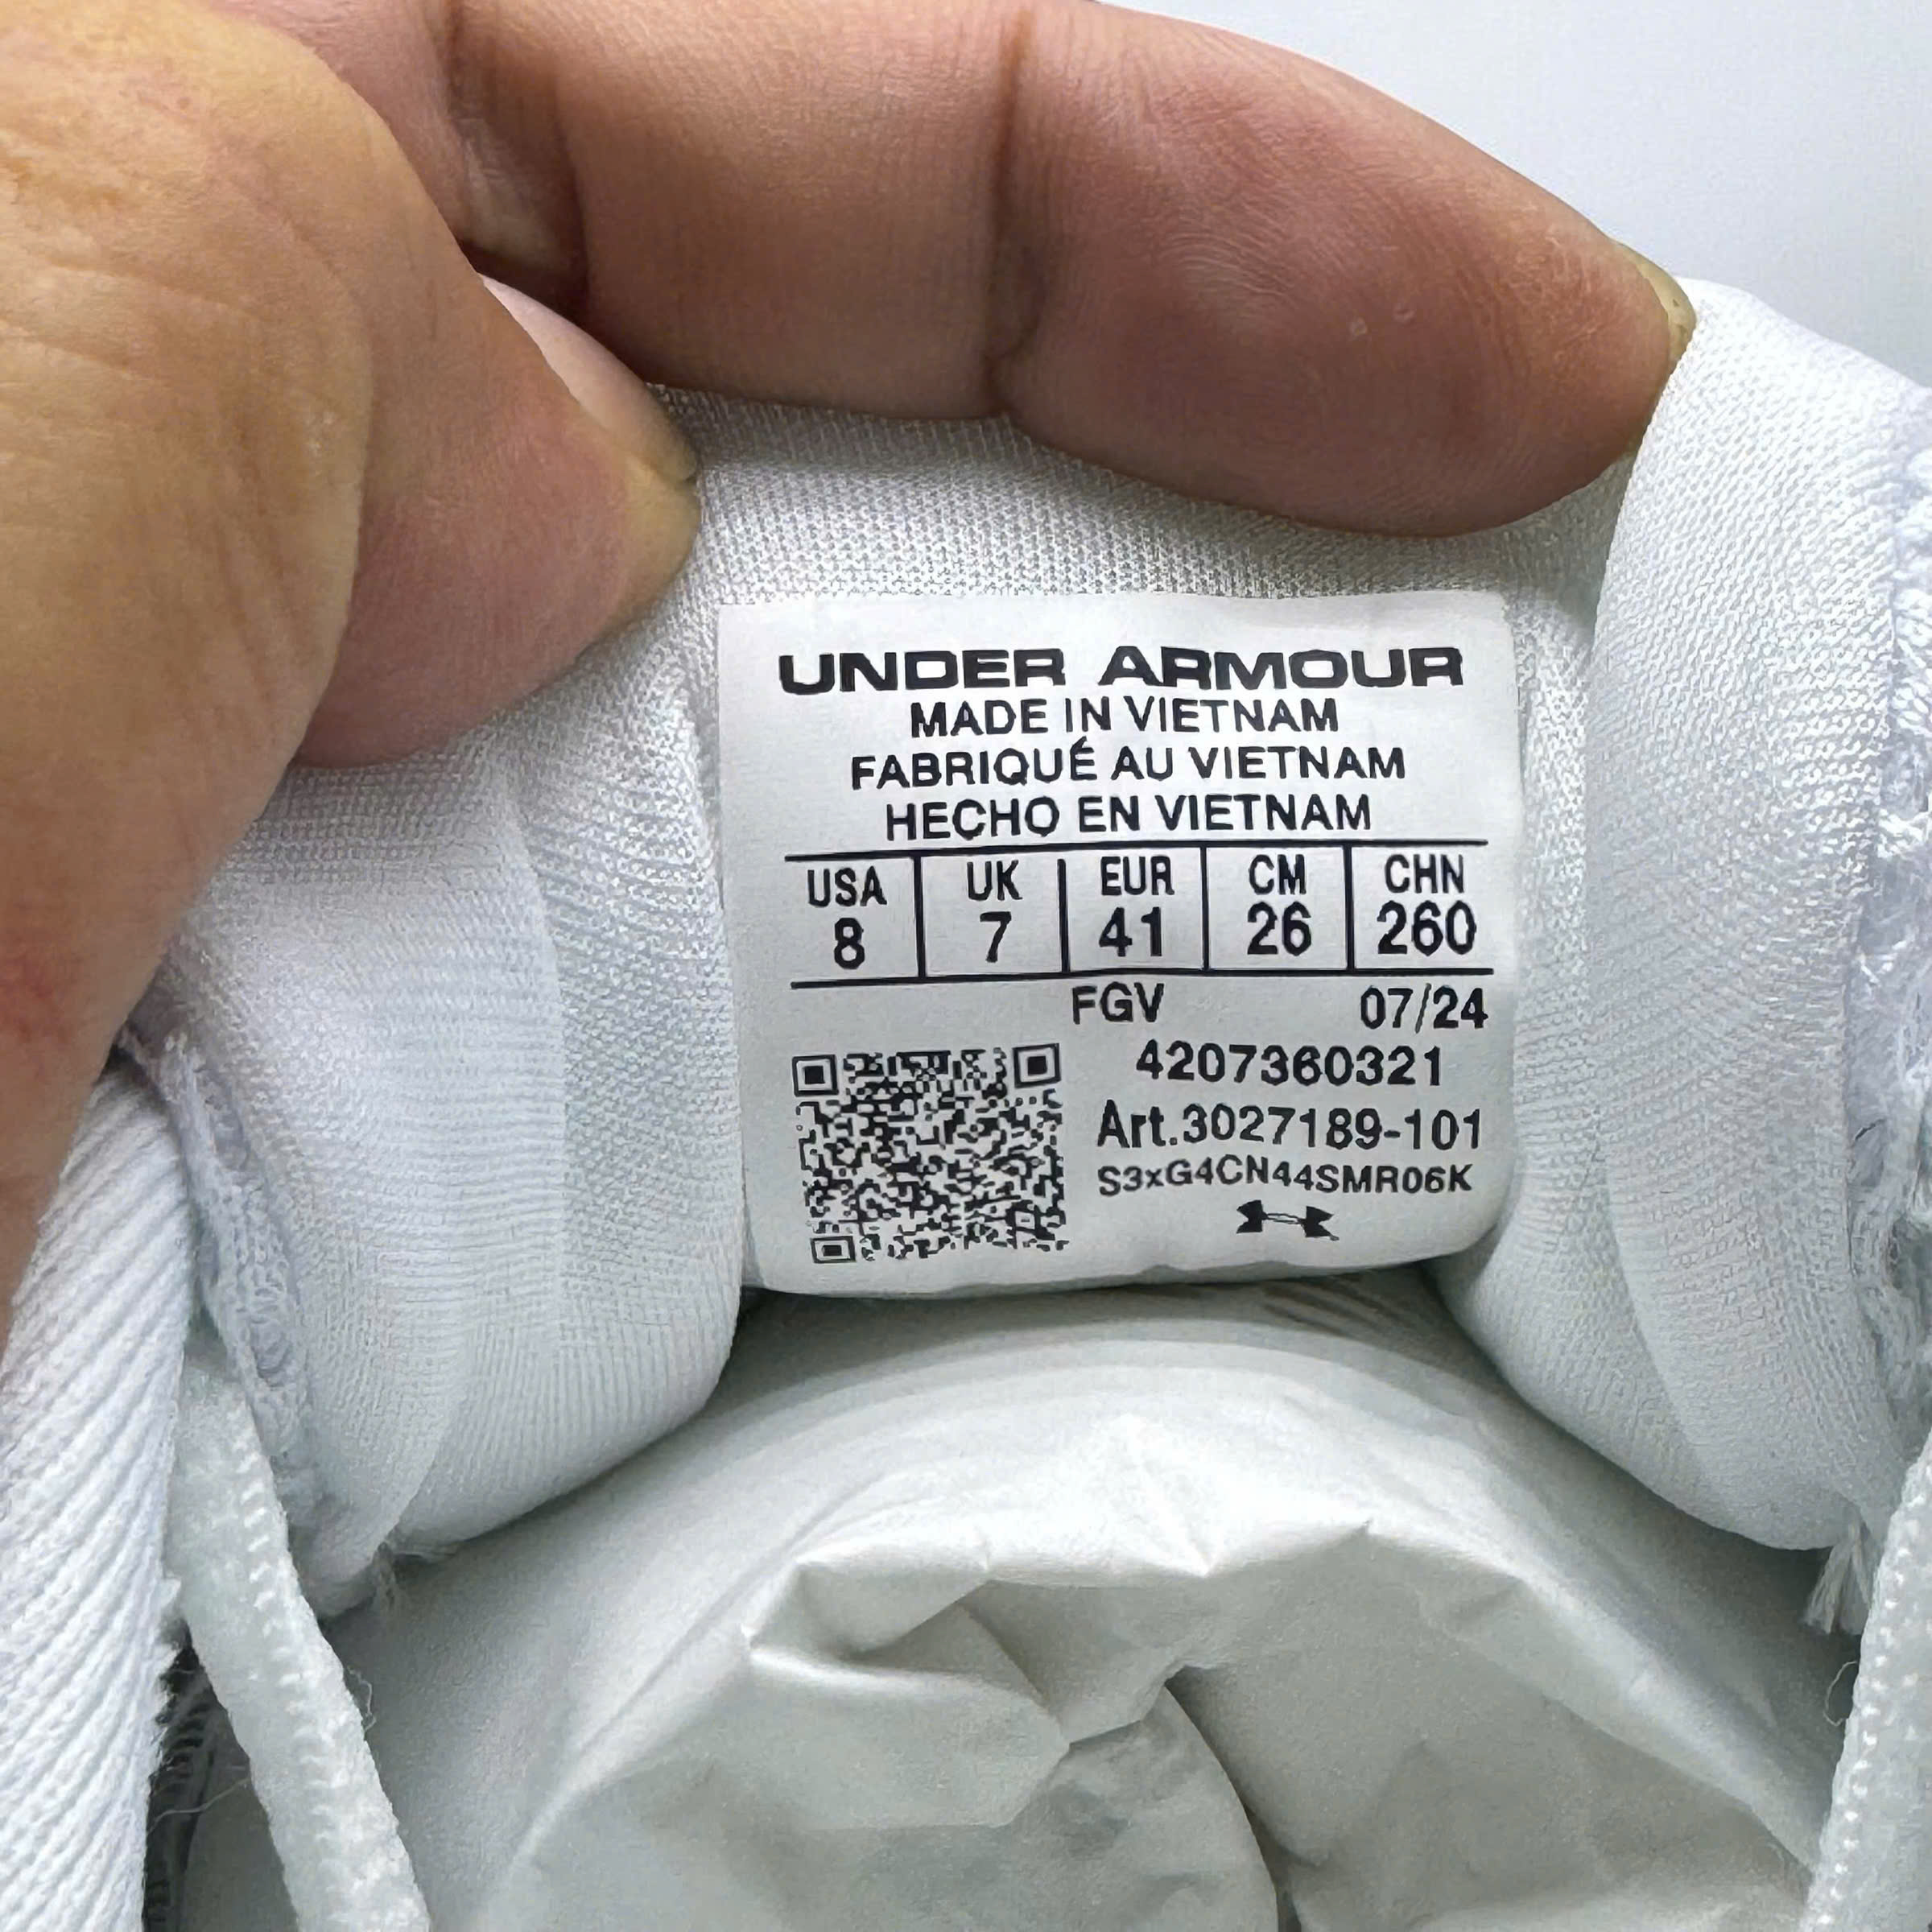 UNDER ARMOUR
MADE IN VIETNAM
FABRIQUÉ AU VIETNAM
HECHO EN VIETNAM
USA UK EUR CM CHN
8 7 41 26 260
FGV 07/24
4207360321
Art.3027189-101
S3xG4CN44SMR06K